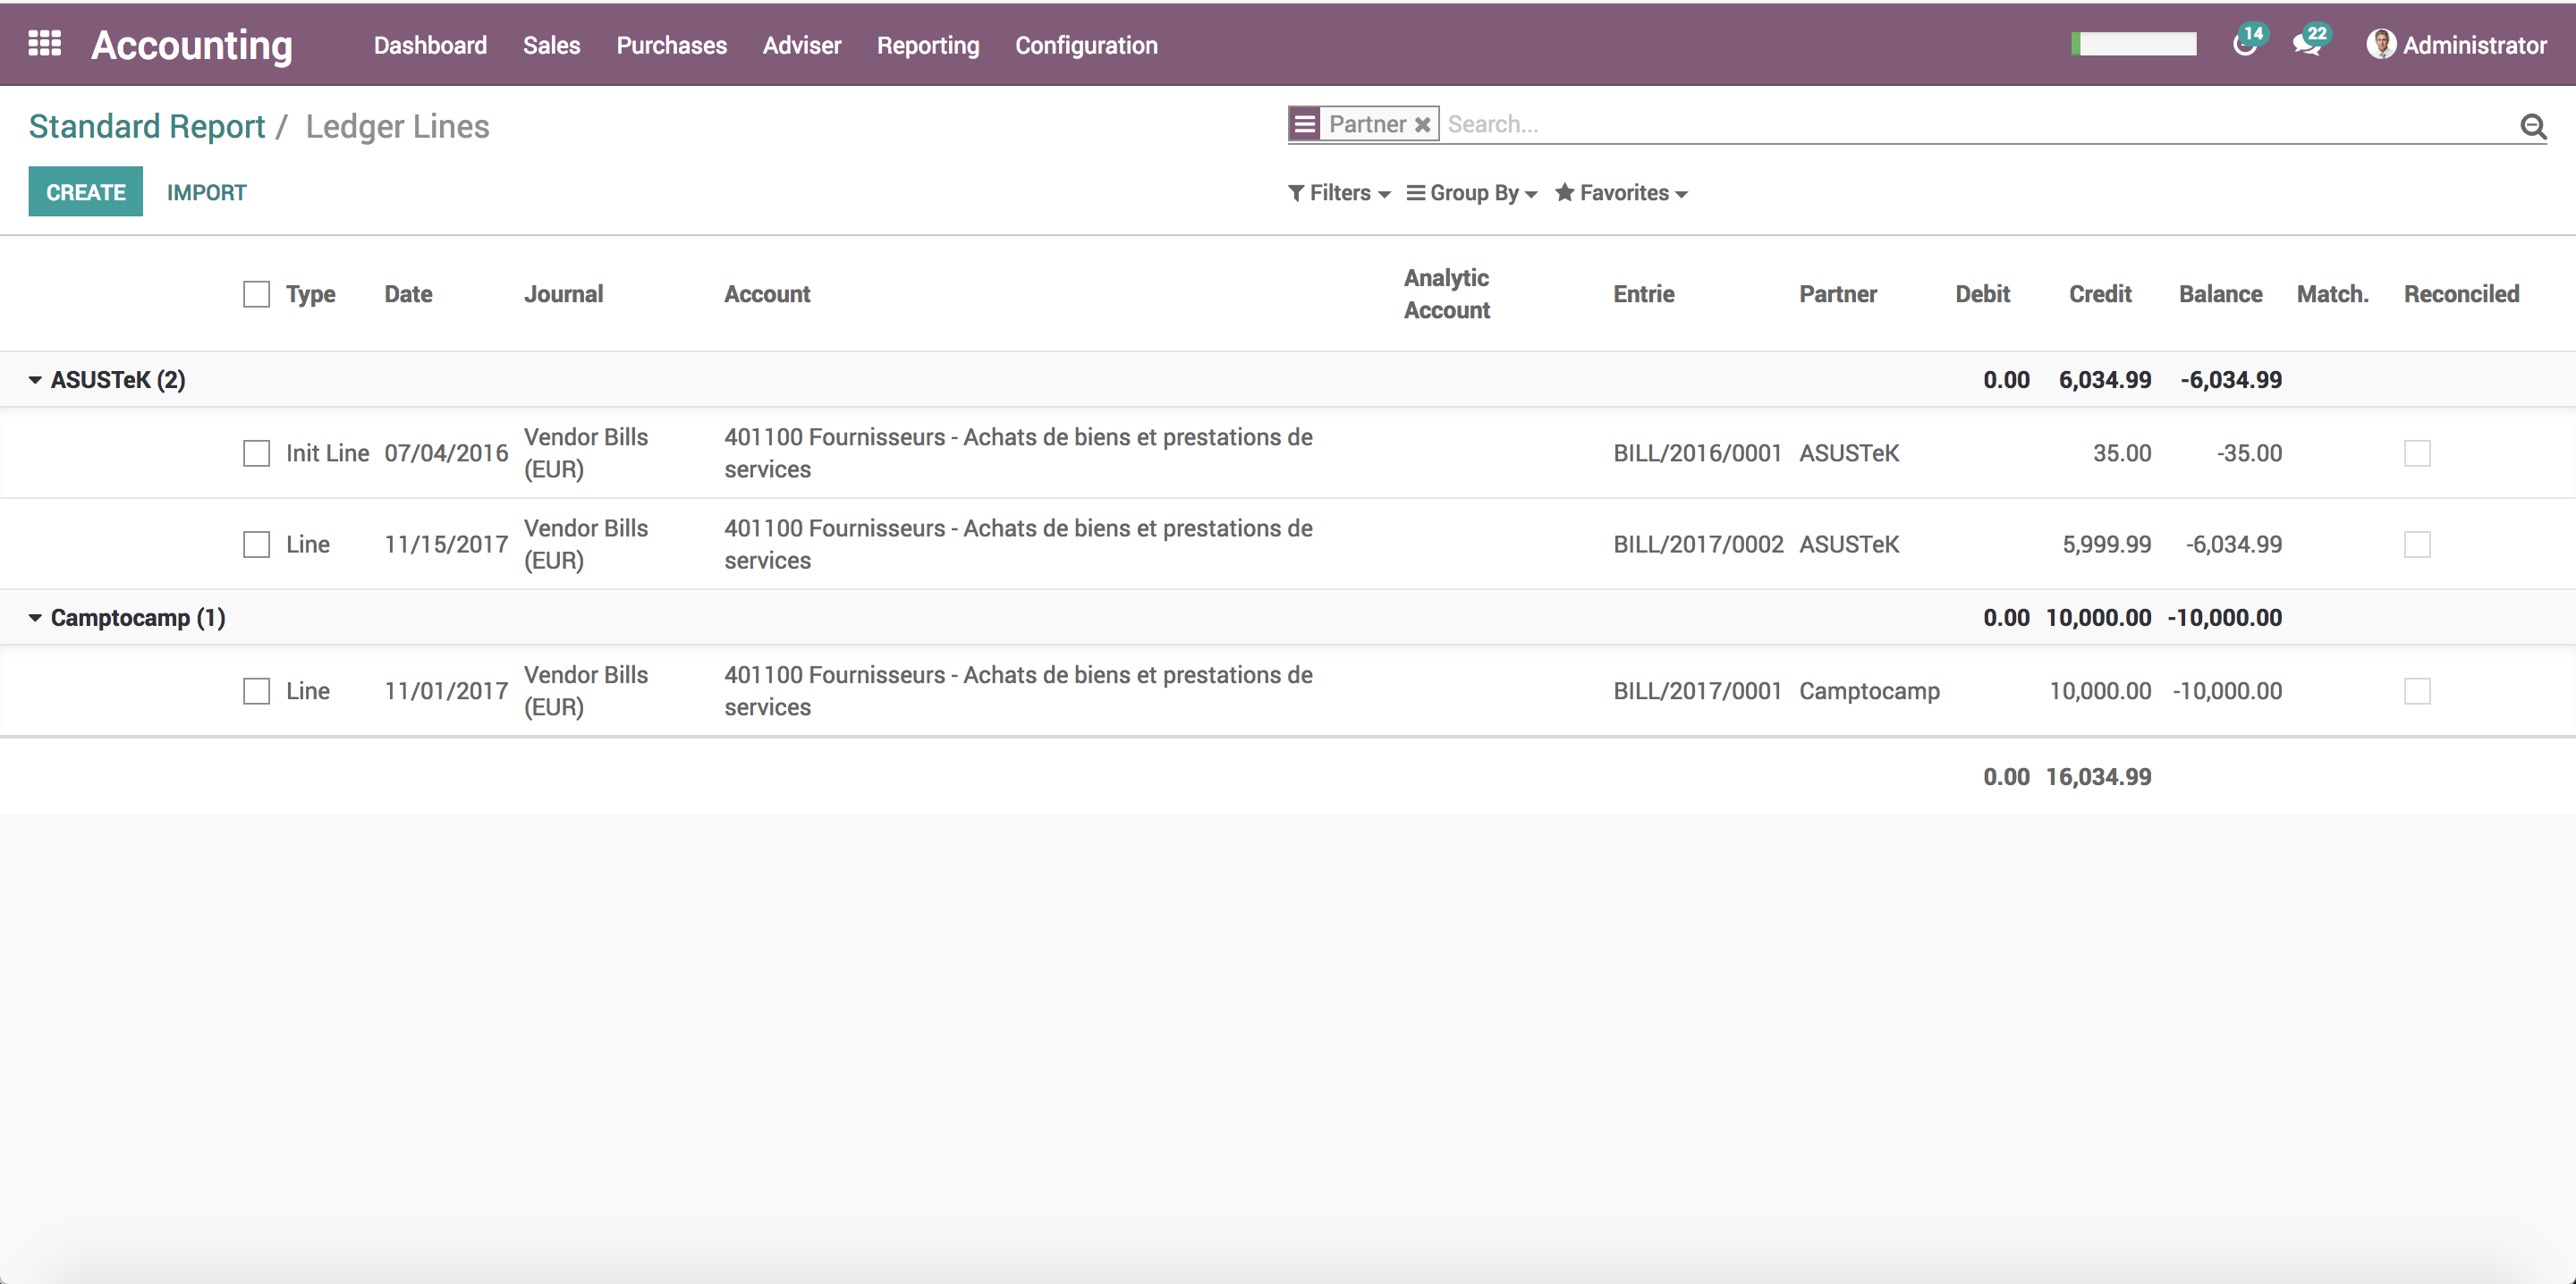 Accounting Dashboard Sales Purchases Adviser Reporting Configuration 14 22 Administrator
Standard Report / Ledger Lines
Partner Search...
CREATE IMPORT
Filters Group By Favorites
Type Date Journal Account Analytic Account Entrie Partner Debit Credit Balance Match. Reconciled
ASUSTeK (2) 0.00 6,034.99 -6,034.99
Init Line 07/04/2016 Vendor Bills (EUR) 401100 Fournisseurs - Achats de biens et prestations de services BILL/2016/0001 ASUSTeK 35.00 -35.00
Line 11/15/2017 Vendor Bills (EUR) 401100 Fournisseurs - Achats de biens et prestations de services BILL/2017/0002 ASUSTeK 5,999.99 -6,034.99
Camptocamp (1) 0.00 10,000.00 -10,000.00
Line 11/01/2017 Vendor Bills (EUR) 401100 Fournisseurs - Achats de biens et prestations de services BILL/2017/0001 Camptocamp 10,000.00 -10,000.00
0.00 16,034.99